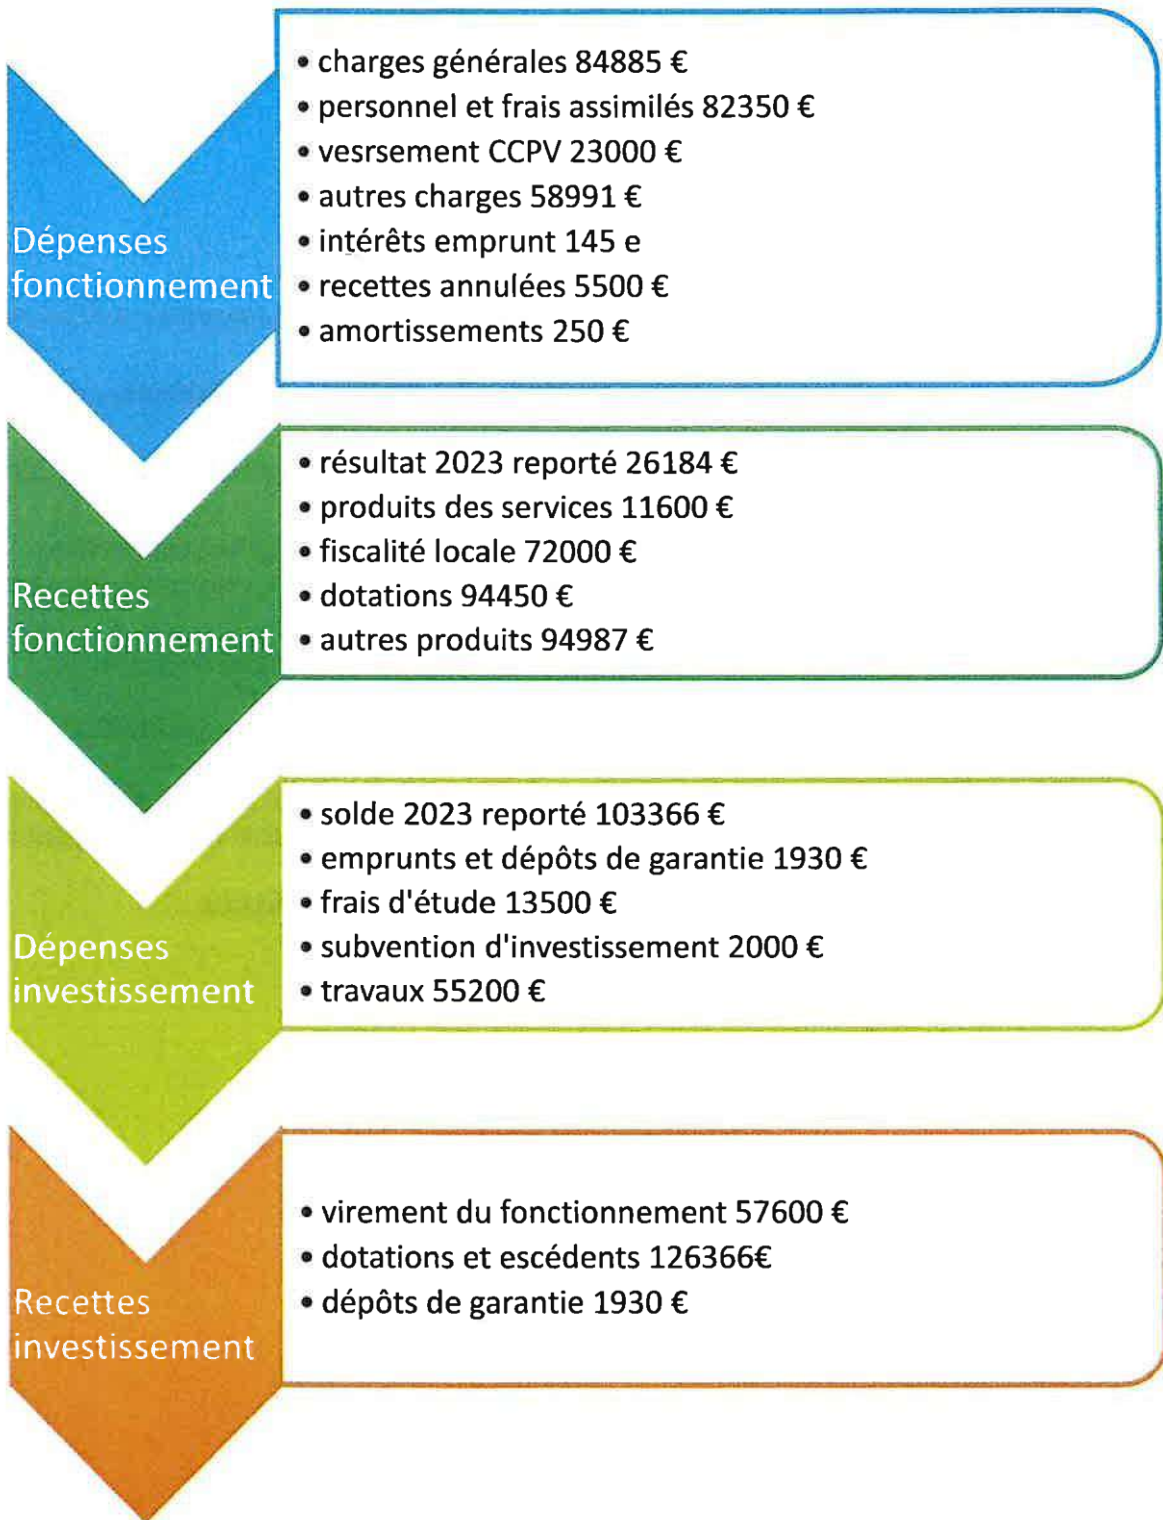 Dépenses
fonctionnement
• charges générales 84885 €
• personnel et frais assimilés 82350 €
• vesrsement CCPV 23000 €
• autres charges 58991 €
• intérêts emprunt 145 e
• recettes annulées 5500 €
• amortissements 250 €
Recettes
fonctionnement
• résultat 2023 reporté 26184 €
• produits des services 11600 €
• fiscalité locale 72000 €
• dotations 94450 €
• autres produits 94987 €
Dépenses
investissement
• solde 2023 reporté 103366 €
• emprunts et dépôts de garantie 1930 €
• frais d'étude 13500 €
• subvention d'investissement 2000 €
• travaux 55200 €
Recettes
investissement
• virement du fonctionnement 57600 €
• dotations et escédents 126366€
• dépôts de garantie 1930 €